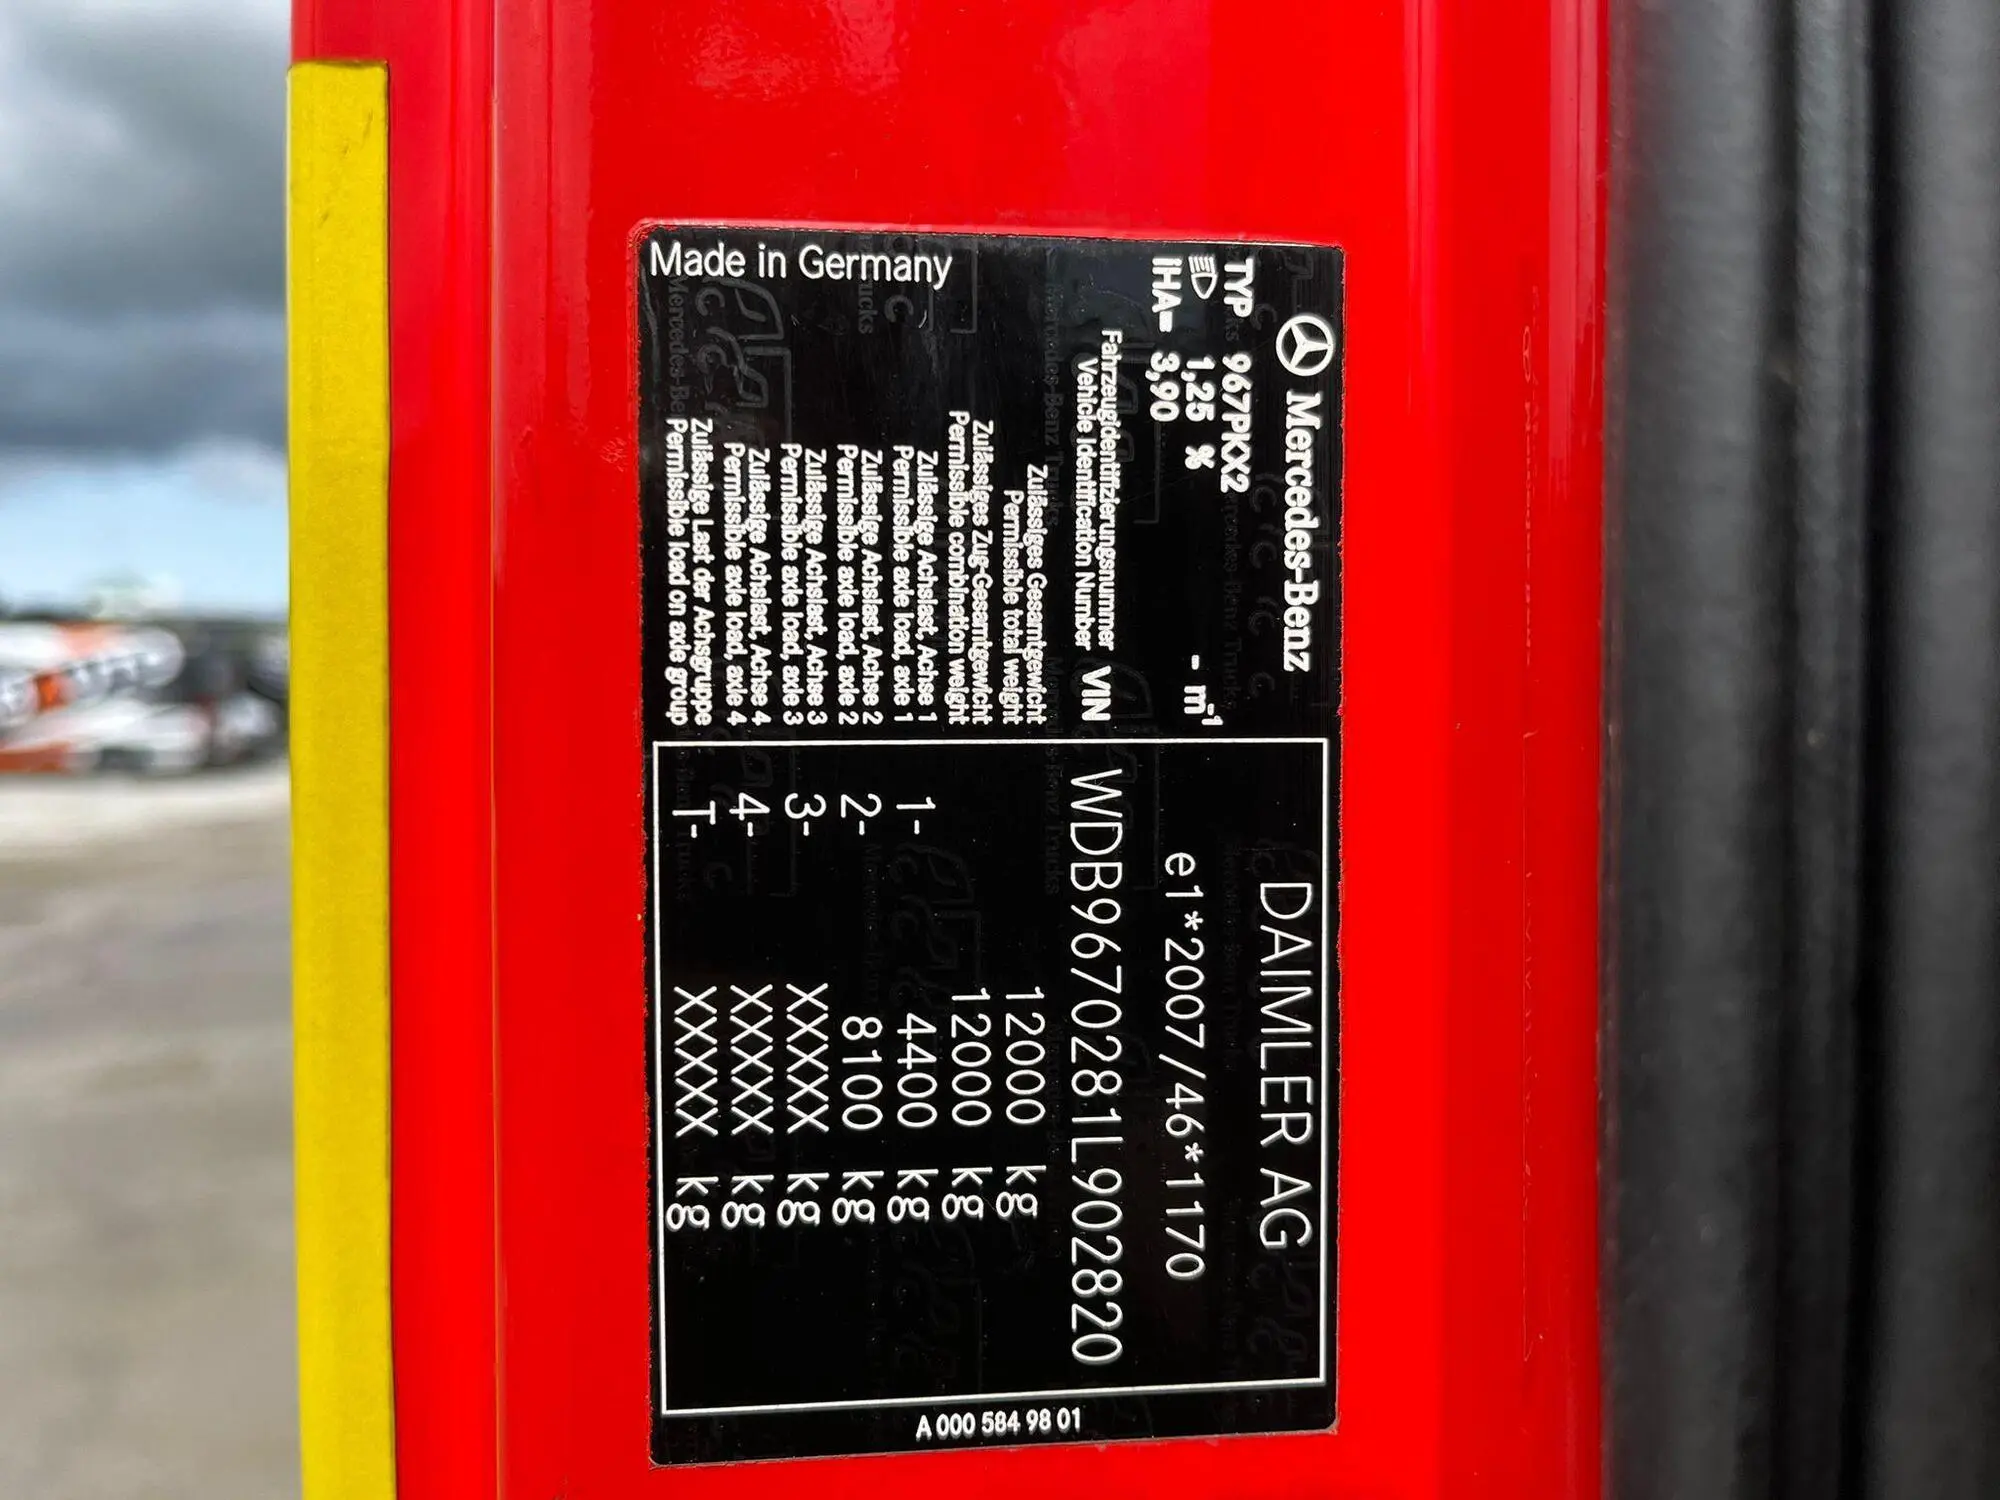 Mercedes-Benz
TYP 967PKX2
1,25 % - m⁻¹
iHA= 3,90
Fahrzeugidentifizierungsnummer
Vehicle Identification Number VIN
Zulässiges Gesamtgewicht
Permissible total weight
Zulässiges Zug-Gesamtgewicht
Permissible combination weight
Zulässige Achslast, Achse 1
Permissible axle load, axle 1
Zulässige Achslast, Achse 2
Permissible axle load, axle 2
Zulässige Achslast, Achse 3
Permissible axle load, axle 3
Zulässige Achslast, Achse 4
Permissible axle load, axle 4
Zulässige Last der Achsgruppe
Permissible load on axle group
DAIMLER AG
e1*2007/46*1170
WDB9670281L902820
12000 kg
12000 kg
1- 4400 kg
2- 8100 kg
3- XXXXX kg
4- XXXXX kg
T- XXXXX kg
Made in Germany
A 000 584 98 01